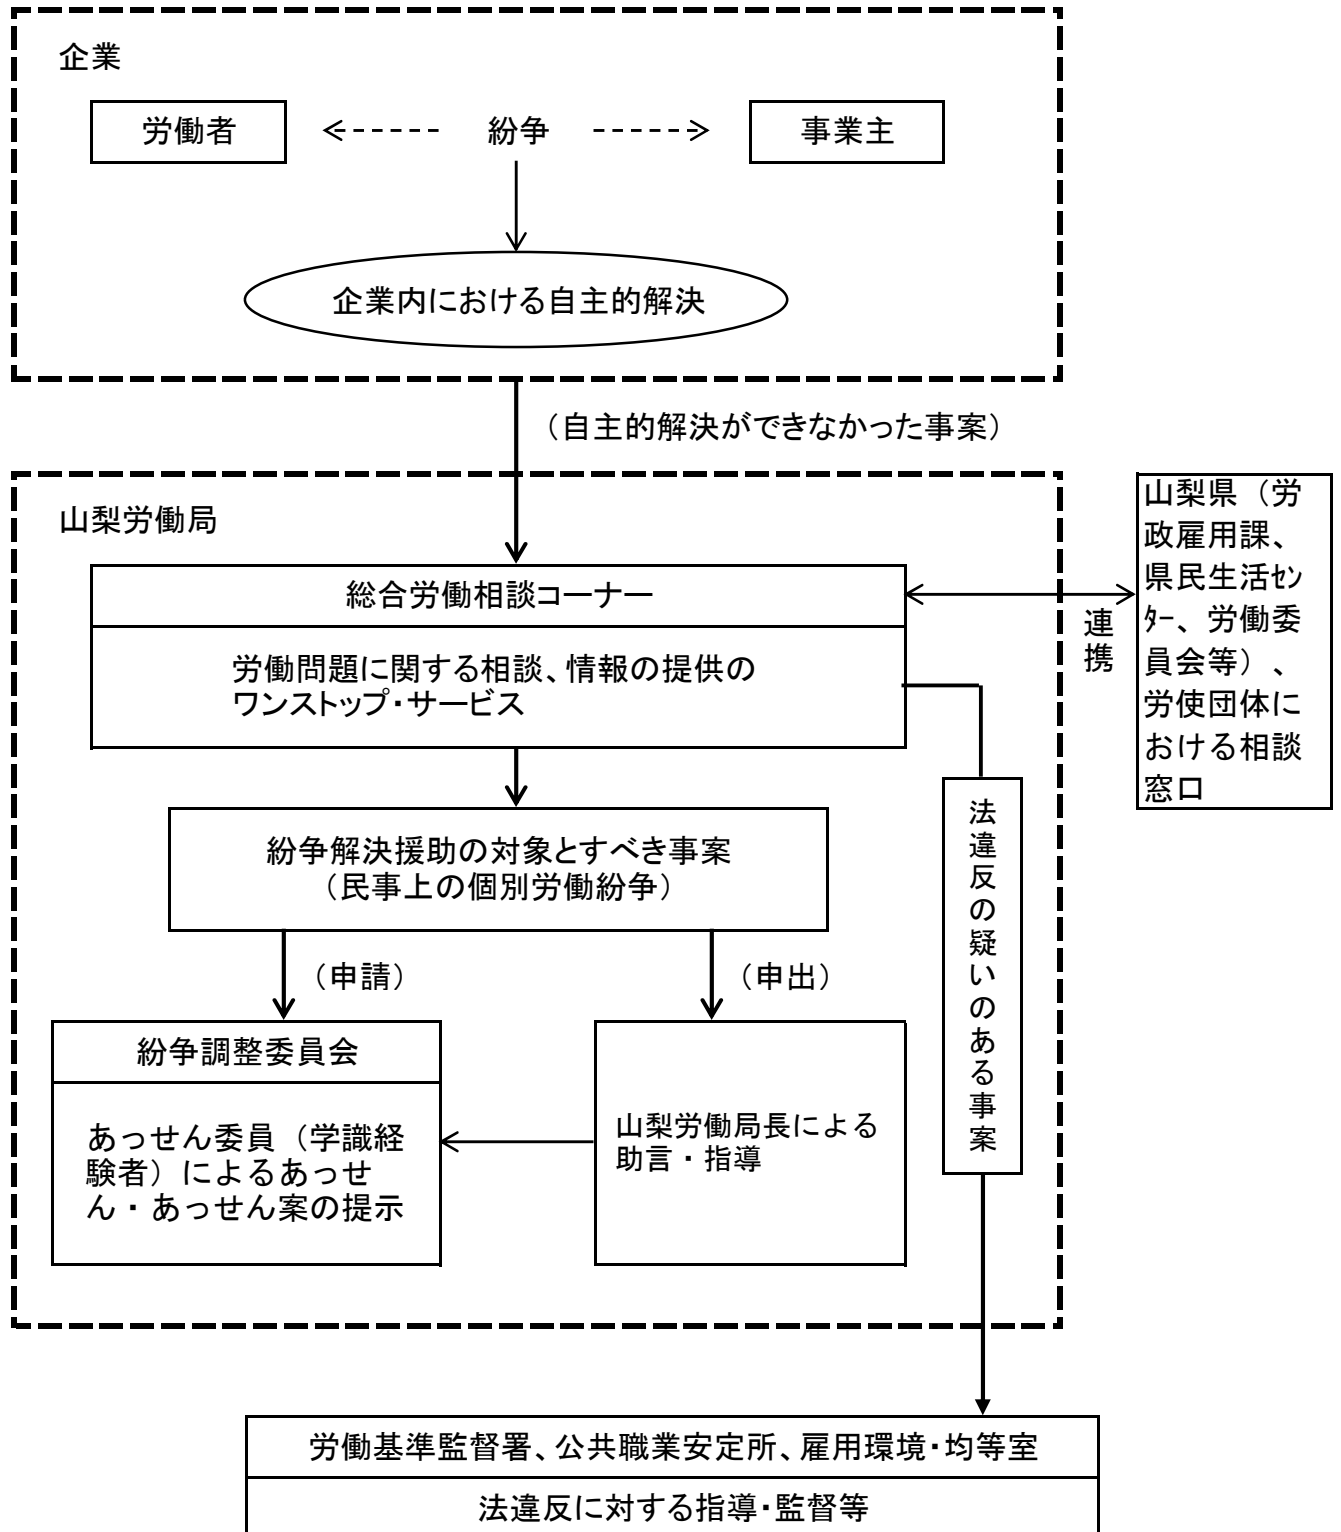 企業
労働者
紛争
事業主
企業内における自主的解決
（自主的解決ができなかった事案）
山梨労働局
総合労働相談コーナー
労働問題に関する相談、情報の提供の
ワンストップ・サービス
連携
山梨県（労
政雇用課、
県民生活ｾﾝ
ﾀｰ、労働委
員会等）、
労使団体に
おける相談
窓口
紛争解決援助の対象とすべき事案
（民事上の個別労働紛争）
法違反の疑いのある事案
（申請）
（申出）
紛争調整委員会
あっせん委員（学識経
験者）によるあっせ
ん・あっせん案の提示
山梨労働局長による
助言・指導
労働基準監督署、公共職業安定所、雇用環境・均等室
法違反に対する指導・監督等